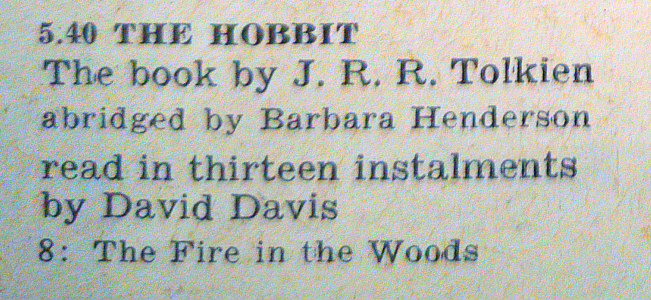 5.40 THE HOBBIT
The book by J. R. R. Tolkien
abridged by Barbara Henderson
read in thirteen instalments
by David Davis
8: The Fire in the Woods